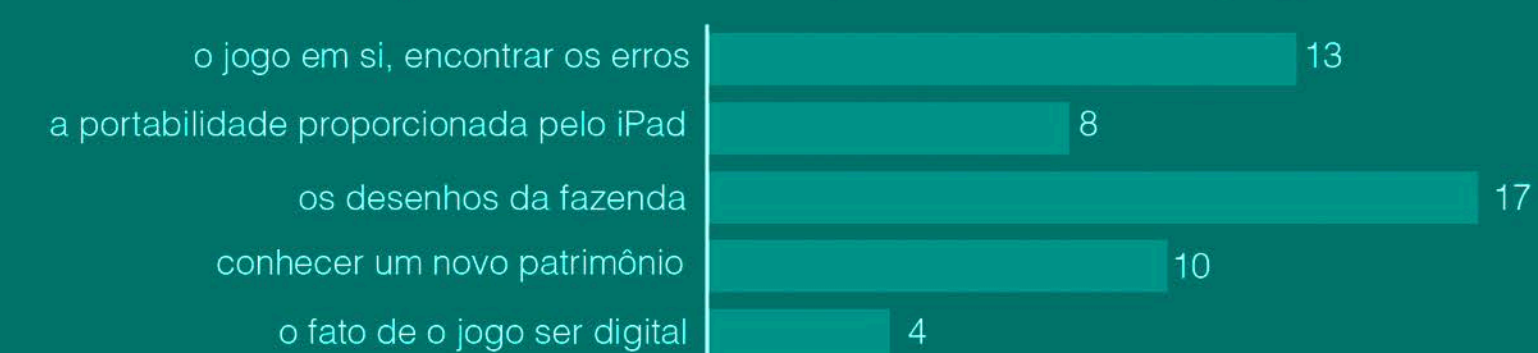 o jogo em si, encontrar os erros 13
a portabilidade proporcionada pelo iPad 8
os desenhos da fazenda 17
conhecer um novo patrimônio 10
o fato de o jogo ser digital 4